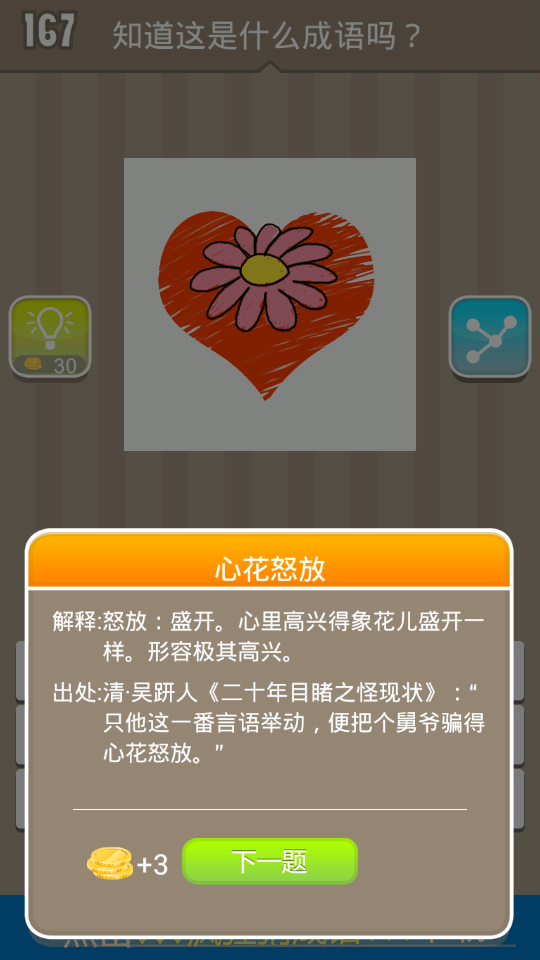 167
知道这是什么成语吗？
30
心花怒放
解释:怒放：盛开。心里高兴得象花儿盛开一
样。形容极其高兴。
出处:清·吴趼人《二十年目睹之怪现状》：“
只他这一番言语举动，便把个舅爷骗得
心花怒放。”
+3
下一题